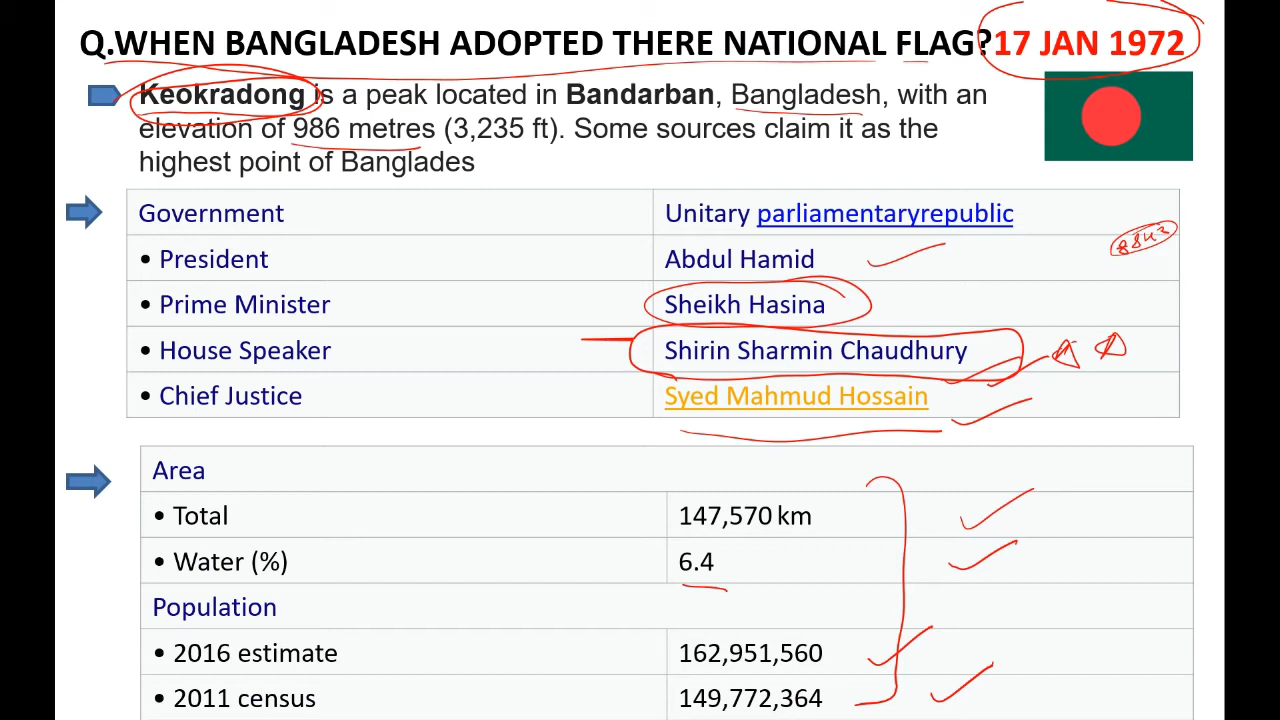 Q.WHEN BANGLADESH ADOPTED THERE NATIONAL FLAG?17 JAN 1972
Keokradong is a peak located in Bandarban, Bangladesh, with an
elevation of 986 metres (3,235 ft). Some sources claim it as the
highest point of Banglades
Government Unitary parliamentaryrepublic
• President Abdul Hamid
8843
• Prime Minister Sheikh Hasina
• House Speaker Shirin Sharmin Chaudhury
• Chief Justice Syed Mahmud Hossain
Area
• Total 147,570 km
• Water (%) 6.4
Population
• 2016 estimate 162,951,560
• 2011 census 149,772,364